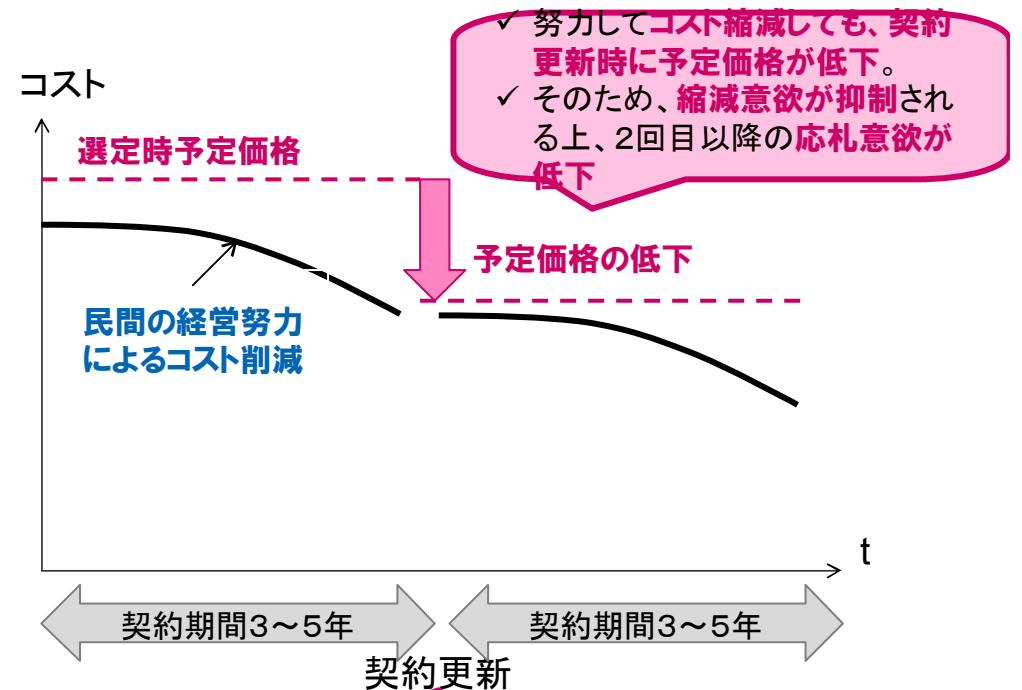 ✓ 努力してコスト縮減しても、契約
更新時に予定価格が低下。
✓ そのため、縮減意欲が抑制され
る上、2回目以降の応札意欲が
低下
コスト
選定時予定価格
予定価格の低下
民間の経営努力
によるコスト削減
t
契約期間3～5年
契約期間3～5年
契約更新